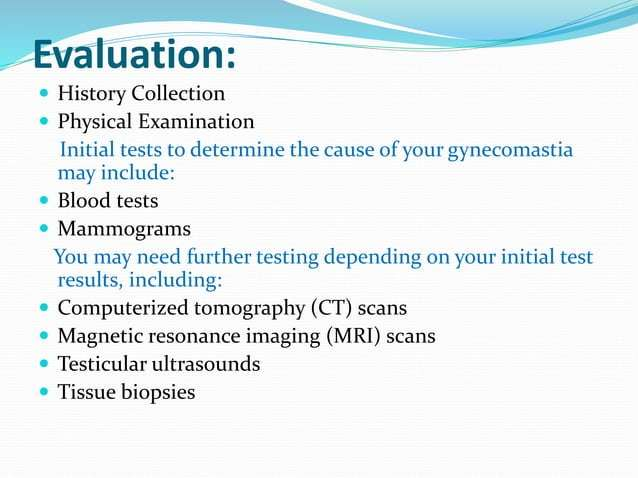 Evaluation:
• History Collection
• Physical Examination
Initial tests to determine the cause of your gynecomastia
may include:
• Blood tests
• Mammograms
You may need further testing depending on your initial test
results, including:
• Computerized tomography (CT) scans
• Magnetic resonance imaging (MRI) scans
• Testicular ultrasounds
• Tissue biopsies